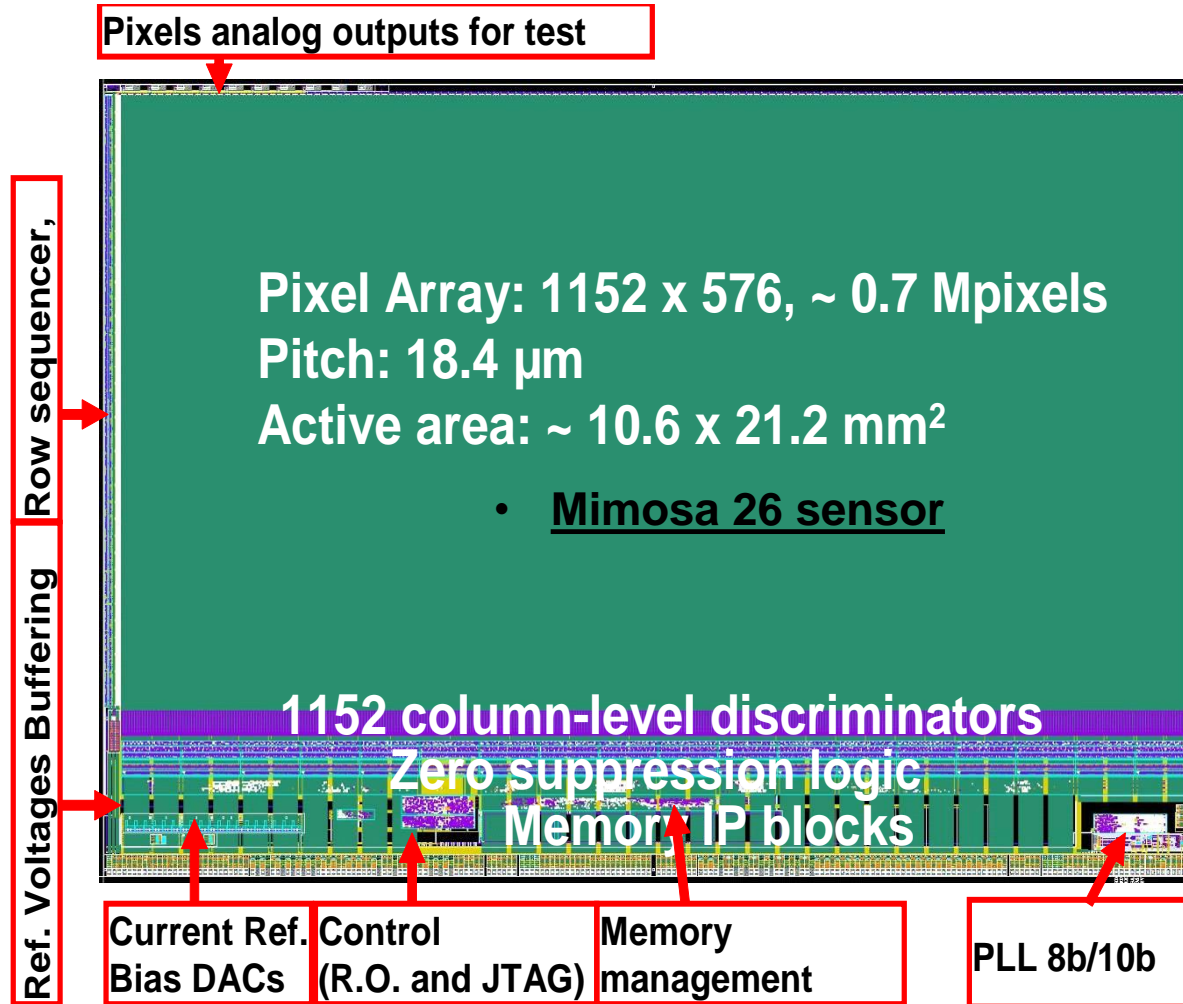 Pixels analog outputs for test
Row sequencer,
Ref. Voltages Buffering
Pixel Array: 1152 x 576, ~ 0.7 Mpixels
Pitch: 18.4 µm
Active area: ~ 10.6 x 21.2 mm²
• Mimosa 26 sensor
1152 column-level discriminators
Zero suppression logic
Memory IP blocks
Current Ref.
Bias DACs
Control
(R.O. and JTAG)
Memory
management
PLL 8b/10b